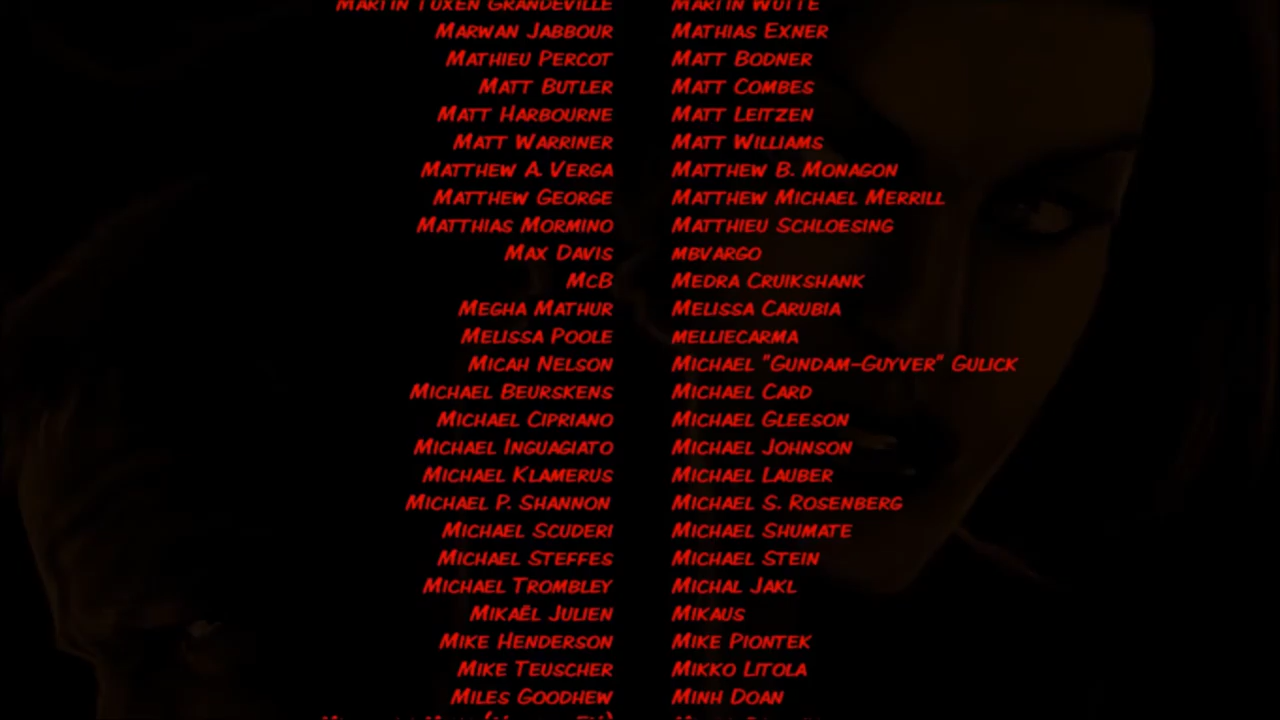 Martin Tuxen Grandeville Martin Wutte
Marwan Jabbour Mathias Exner
Mathieu Percot Matt Bodner
Matt Butler Matt Combes
Matt Harbourne Matt Leitzen
Matt Warriner Matt Williams
Matthew A. Verga Matthew B. Monagon
Matthew George Matthew Michael Merrill
Matthias Mormino Matthieu Schloesing
Max Davis mbvargo
McB Medra Cruikshank
Megha Mathur Melissa Carubia
Melissa Poole melliecarma
Micah Nelson Michael "Gundam-Guyver" Gulick
Michael Beurskens Michael Card
Michael Cipriano Michael Gleeson
Michael Inguagiato Michael Johnson
Michael Klamerus Michael Lauber
Michael P. Shannon Michael S. Rosenberg
Michael Scuderi Michael Shumate
Michael Steffes Michael Stein
Michael Trombley Michal Jakl
Mikaël Julien Mikaus
Mike Henderson Mike Piontek
Mike Teuscher Mikko Litola
Miles Goodhew Minh Doan